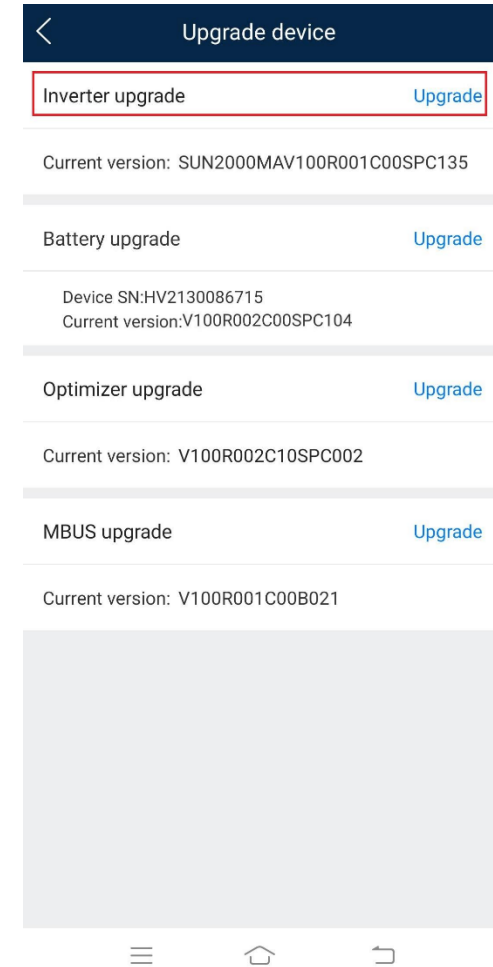 Upgrade device
Inverter upgrade Upgrade
Current version: SUN2000MAV100R001C00SPC135
Battery upgrade Upgrade
Device SN:HV2130086715
Current version:V100R002C00SPC104
Optimizer upgrade Upgrade
Current version: V100R002C10SPC002
MBUS upgrade Upgrade
Current version: V100R001C00B021